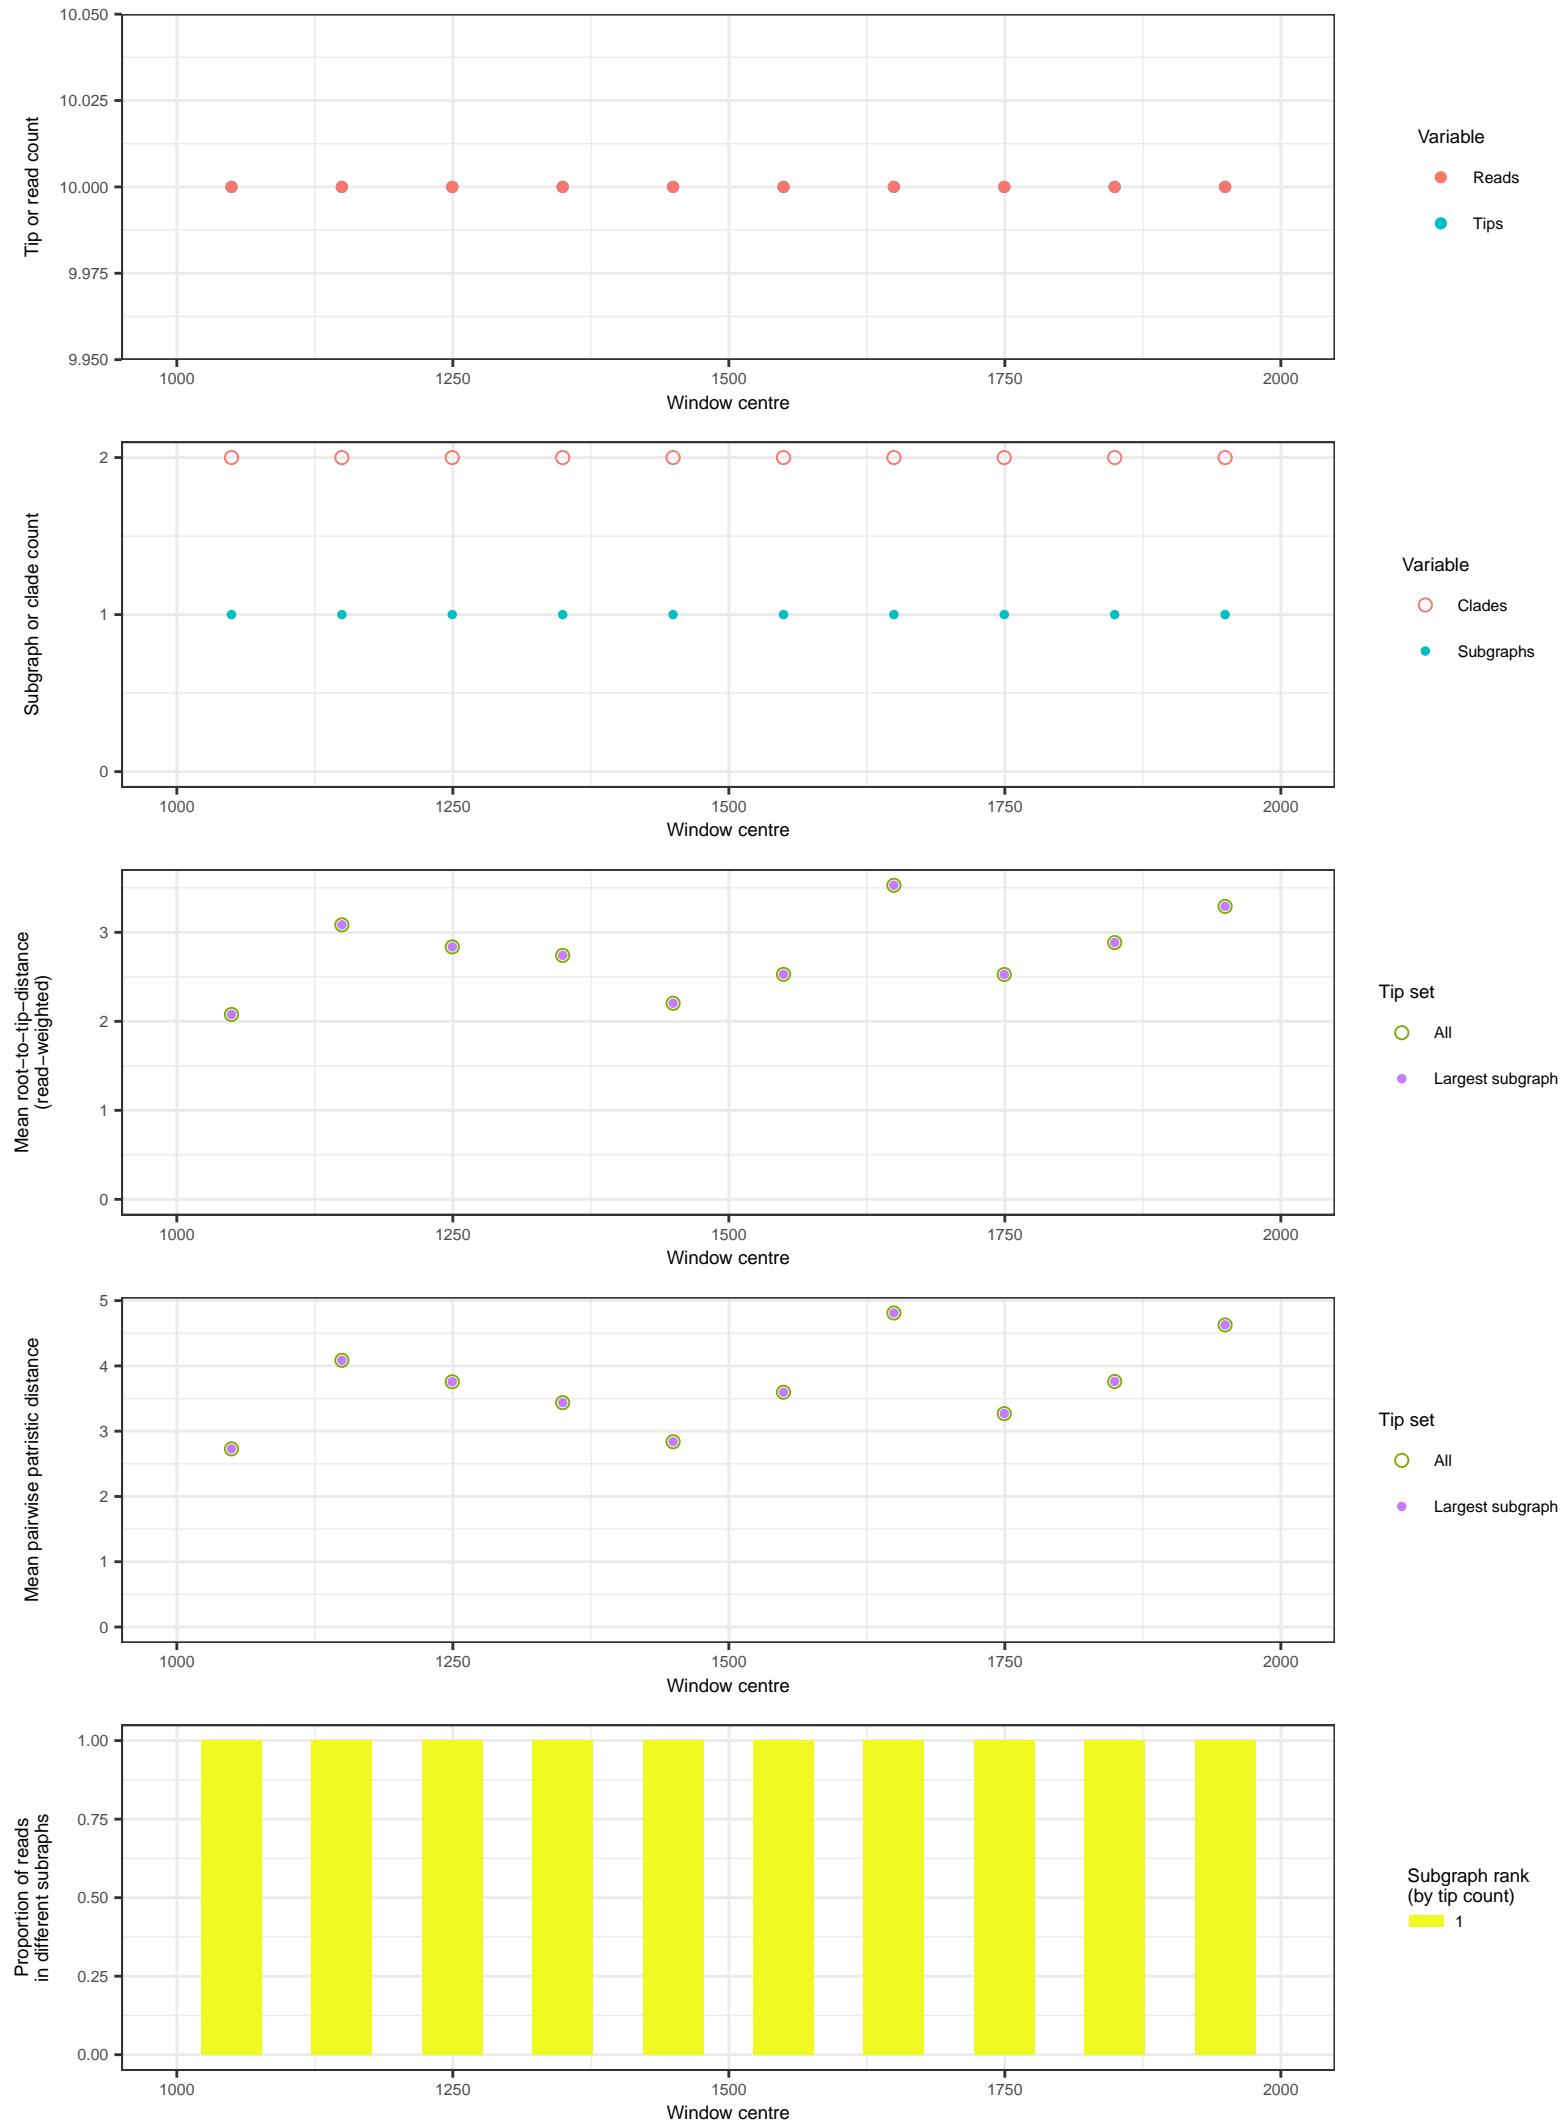 10.050
10.025
10.000
9.975
9.950
Tip or read count
1000 1250 1500 1750 2000
Window centre
Variable
Reads
Tips
2
1
0
Subgraph or clade count
1000 1250 1500 1750 2000
Window centre
Variable
Clades
Subgraphs
3
2
1
0
Mean root−to−tip−distance
(read−weighted)
1000 1250 1500 1750 2000
Window centre
Tip set
All
Largest subgraph
5
4
3
2
1
0
Mean pairwise patristic distance
1000 1250 1500 1750 2000
Window centre
Tip set
All
Largest subgraph
1.00
0.75
0.50
0.25
0.00
Proportion of reads
in different subraphs
1000 1250 1500 1750 2000
Window centre
Subgraph rank
(by tip count)
1